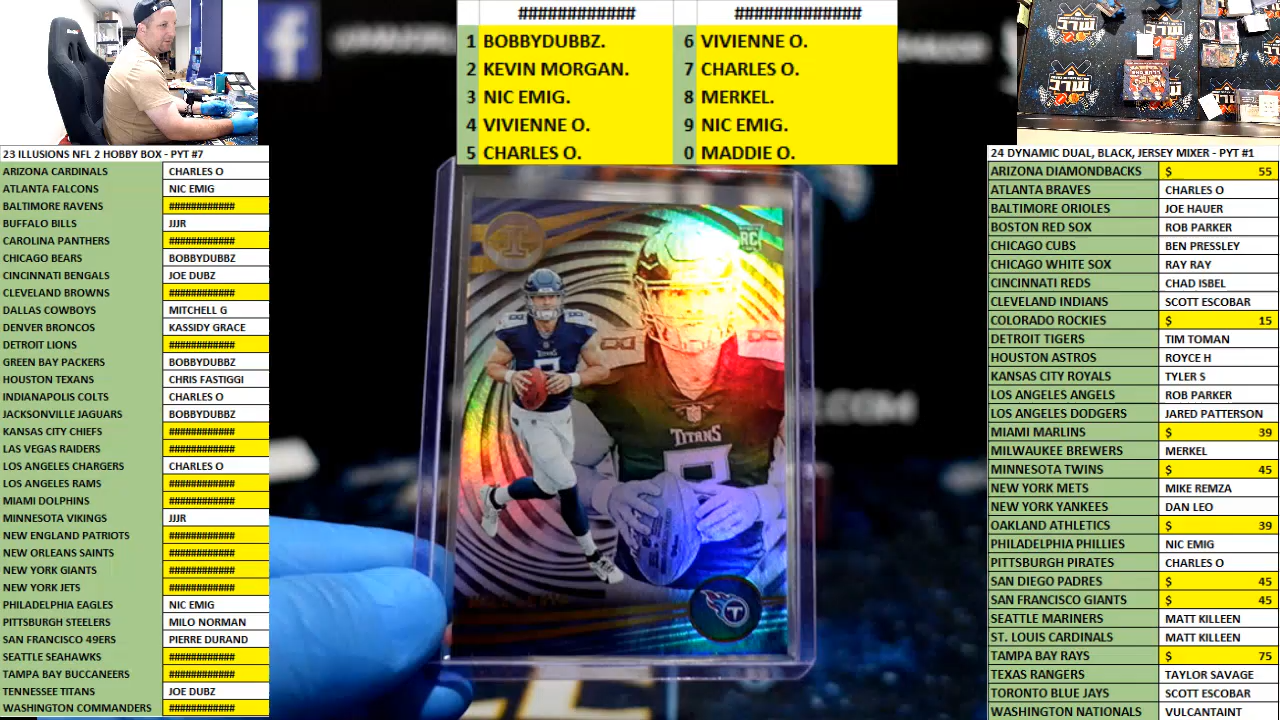 ############ #############
1 BOBBYDUBBZ. 6 VIVIENNE O.
2 KEVIN MORGAN. 7 CHARLES O.
3 NIC EMIG. 8 MERKEL.
4 VIVIENNE O. 9 NIC EMIG.
5 CHARLES O. 0 MADDIE O.
23 ILLUSIONS NFL 2 HOBBY BOX - PYT #7
ARIZONA CARDINALS CHARLES O
ATLANTA FALCONS NIC EMIG
BALTIMORE RAVENS ############
BUFFALO BILLS JJJR
CAROLINA PANTHERS ############
CHICAGO BEARS BOBBYDUBBZ
CINCINNATI BENGALS JOE DUBZ
CLEVELAND BROWNS ############
DALLAS COWBOYS MITCHELL G
DENVER BRONCOS KASSIDY GRACE
DETROIT LIONS ############
GREEN BAY PACKERS BOBBYDUBBZ
HOUSTON TEXANS CHRIS FASTIGGI
INDIANAPOLIS COLTS CHARLES O
JACKSONVILLE JAGUARS BOBBYDUBBZ
KANSAS CITY CHIEFS ############
LAS VEGAS RAIDERS ############
LOS ANGELES CHARGERS CHARLES O
LOS ANGELES RAMS ############
MIAMI DOLPHINS ############
MINNESOTA VIKINGS JJJR
NEW ENGLAND PATRIOTS ############
NEW ORLEANS SAINTS ############
NEW YORK GIANTS ############
NEW YORK JETS ############
PHILADELPHIA EAGLES NIC EMIG
PITTSBURGH STEELERS MILO NORMAN
SAN FRANCISCO 49ERS PIERRE DURAND
SEATTLE SEAHAWKS ############
TAMPA BAY BUCCANEERS ############
TENNESSEE TITANS JOE DUBZ
WASHINGTON COMMANDERS ############
RC
TITANS
8
24 DYNAMIC DUAL, BLACK, JERSEY MIXER - PYT #1
ARIZONA DIAMONDBACKS $ 55
ATLANTA BRAVES CHARLES O
BALTIMORE ORIOLES JOE HAUER
BOSTON RED SOX ROB PARKER
CHICAGO CUBS BEN PRESSLEY
CHICAGO WHITE SOX RAY RAY
CINCINNATI REDS CHAD ISBEL
CLEVELAND INDIANS SCOTT ESCOBAR
COLORADO ROCKIES $ 15
DETROIT TIGERS TIM TOMAN
HOUSTON ASTROS ROYCE H
KANSAS CITY ROYALS TYLER S
LOS ANGELES ANGELS ROB PARKER
LOS ANGELES DODGERS JARED PATTERSON
MIAMI MARLINS $ 39
MILWAUKEE BREWERS MERKEL
MINNESOTA TWINS $ 45
NEW YORK METS MIKE REMZA
NEW YORK YANKEES DAN LEO
OAKLAND ATHLETICS $ 39
PHILADELPHIA PHILLIES NIC EMIG
PITTSBURGH PIRATES CHARLES O
SAN DIEGO PADRES $ 45
SAN FRANCISCO GIANTS $ 45
SEATTLE MARINERS MATT KILLEEN
ST. LOUIS CARDINALS MATT KILLEEN
TAMPA BAY RAYS $ 75
TEXAS RANGERS TAYLOR SAVAGE
TORONTO BLUE JAYS SCOTT ESCOBAR
WASHINGTON NATIONALS VULCANTAINT